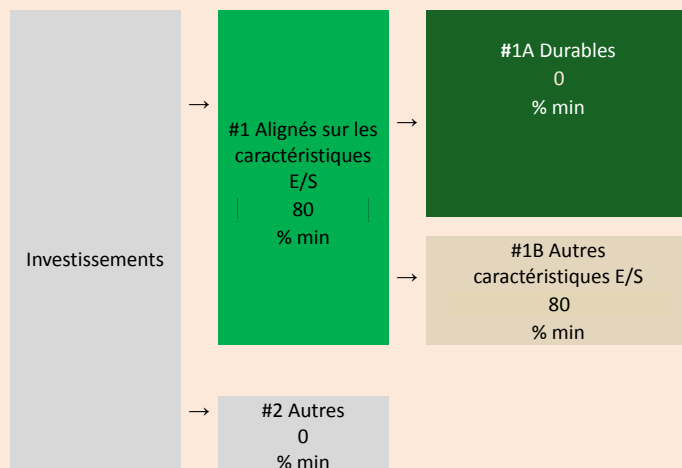 Investissements
→
#1 Alignés sur les
caractéristiques
E/S
80
% min
→
#1A Durables
0
% min
→
#1B Autres
caractéristiques E/S
80
% min
→
#2 Autres
0
% min